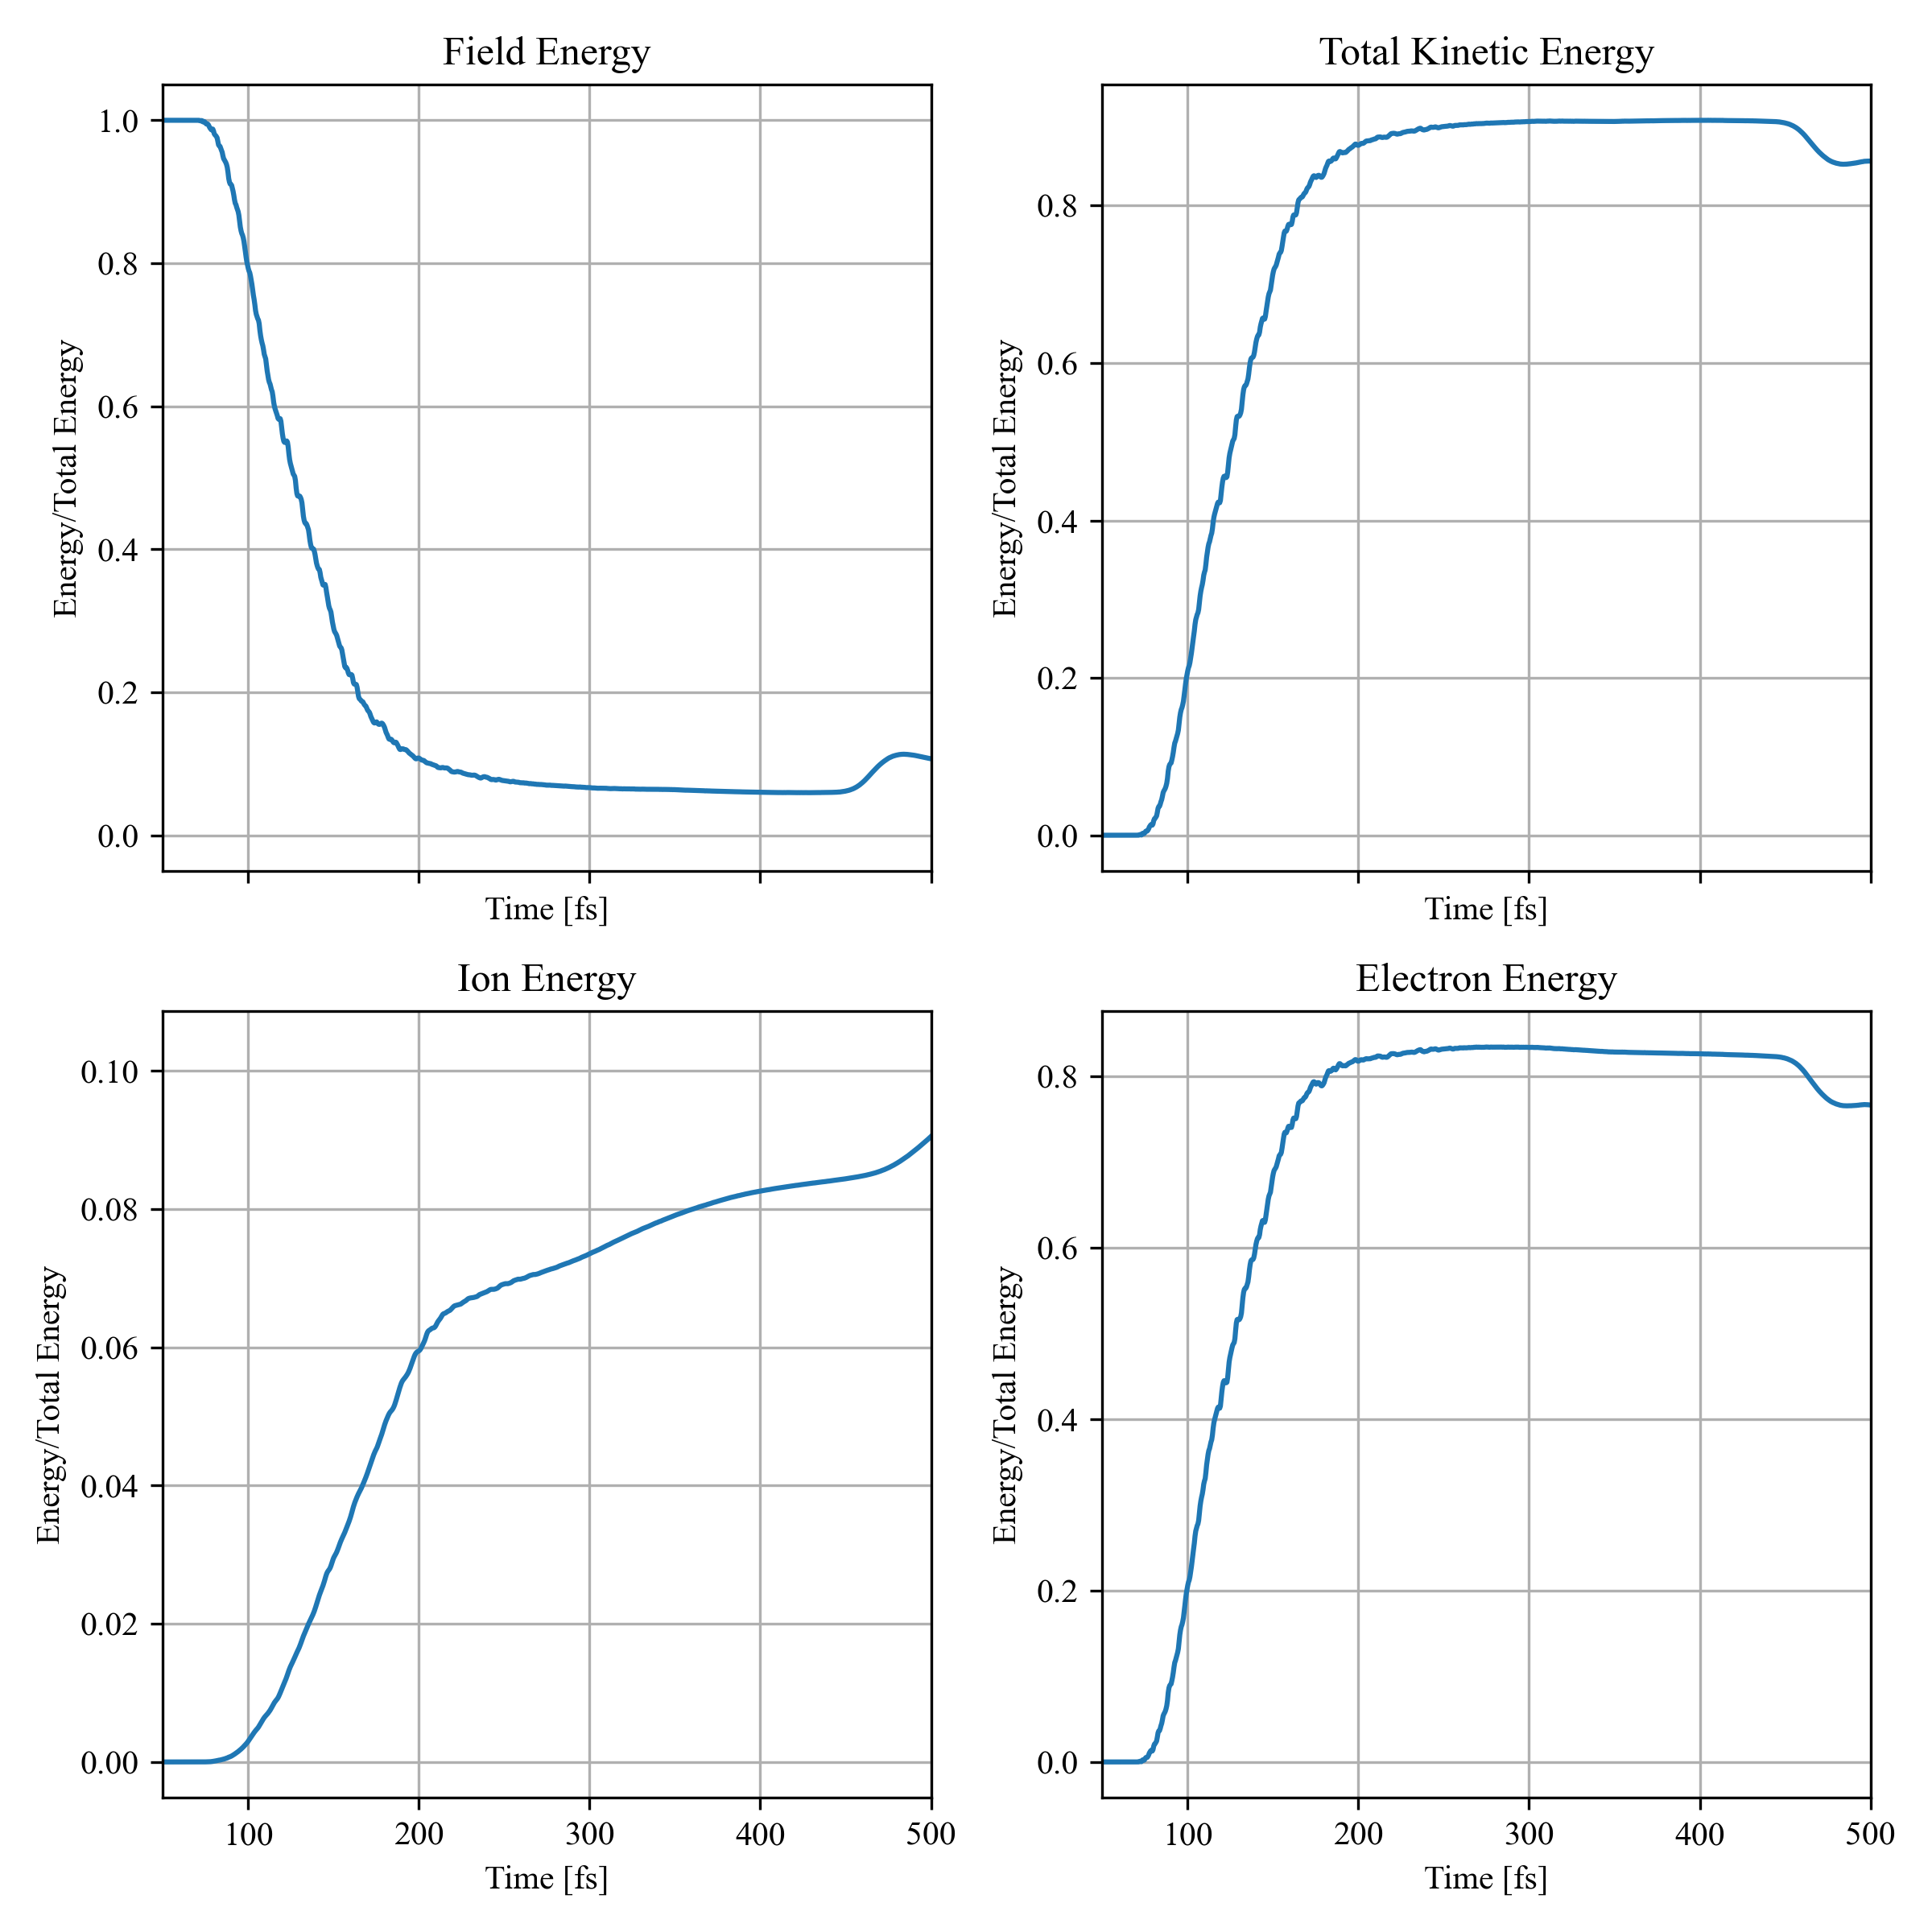 Field Energy
Energy/Total Energy
1.0
0.8
0.6
0.4
0.2
0.0
Time [fs]
Total Kinetic Energy
Energy/Total Energy
0.8
0.6
0.4
0.2
0.0
Time [fs]
Ion Energy
Energy/Total Energy
0.10
0.08
0.06
0.04
0.02
0.00
100 200 300 400 500
Time [fs]
Electron Energy
Energy/Total Energy
0.8
0.6
0.4
0.2
0.0
100 200 300 400 500
Time [fs]